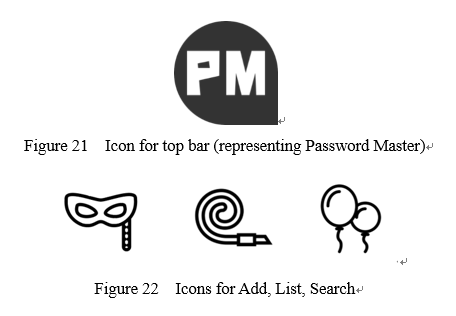 PM
Figure 21 Icon for top bar (representing Password Master)
Figure 22 Icons for Add, List, Search